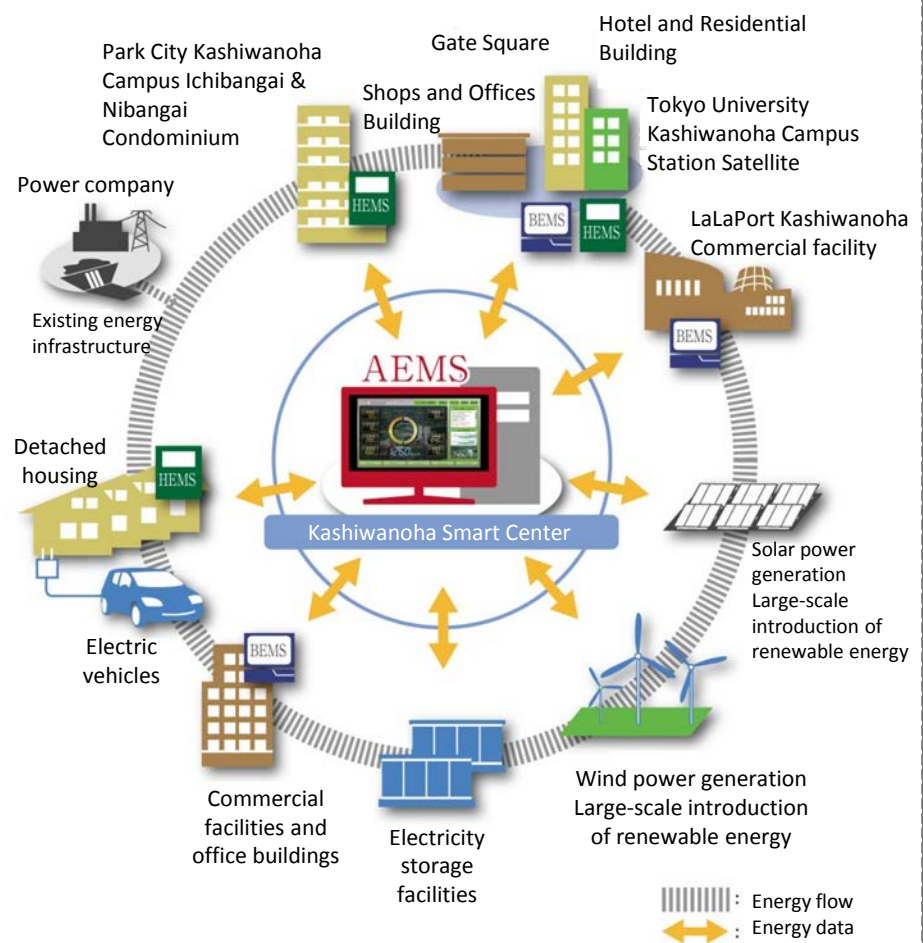 Park City Kashiwanoha
Campus Ichibangai &
Nibangai
Condominium
Gate Square
Hotel and Residential
Building
Shops and Offices
Building
Tokyo University
Kashiwanoha Campus
Station Satellite
Power company
HEMS
BEMS
HEMS
LaLaPort Kashiwanoha
Commercial facility
BEMS
Existing energy
infrastructure
AEMS
Detached
housing
HEMS
Kashiwanoha Smart Center
Solar power
generation
Large-scale
introduction of
renewable energy
Electric
vehicles
BEMS
Wind power generation
Large-scale introduction
of renewable energy
Commercial
facilities and
office buildings
Electricity
storage
facilities
: Energy flow
: Energy data